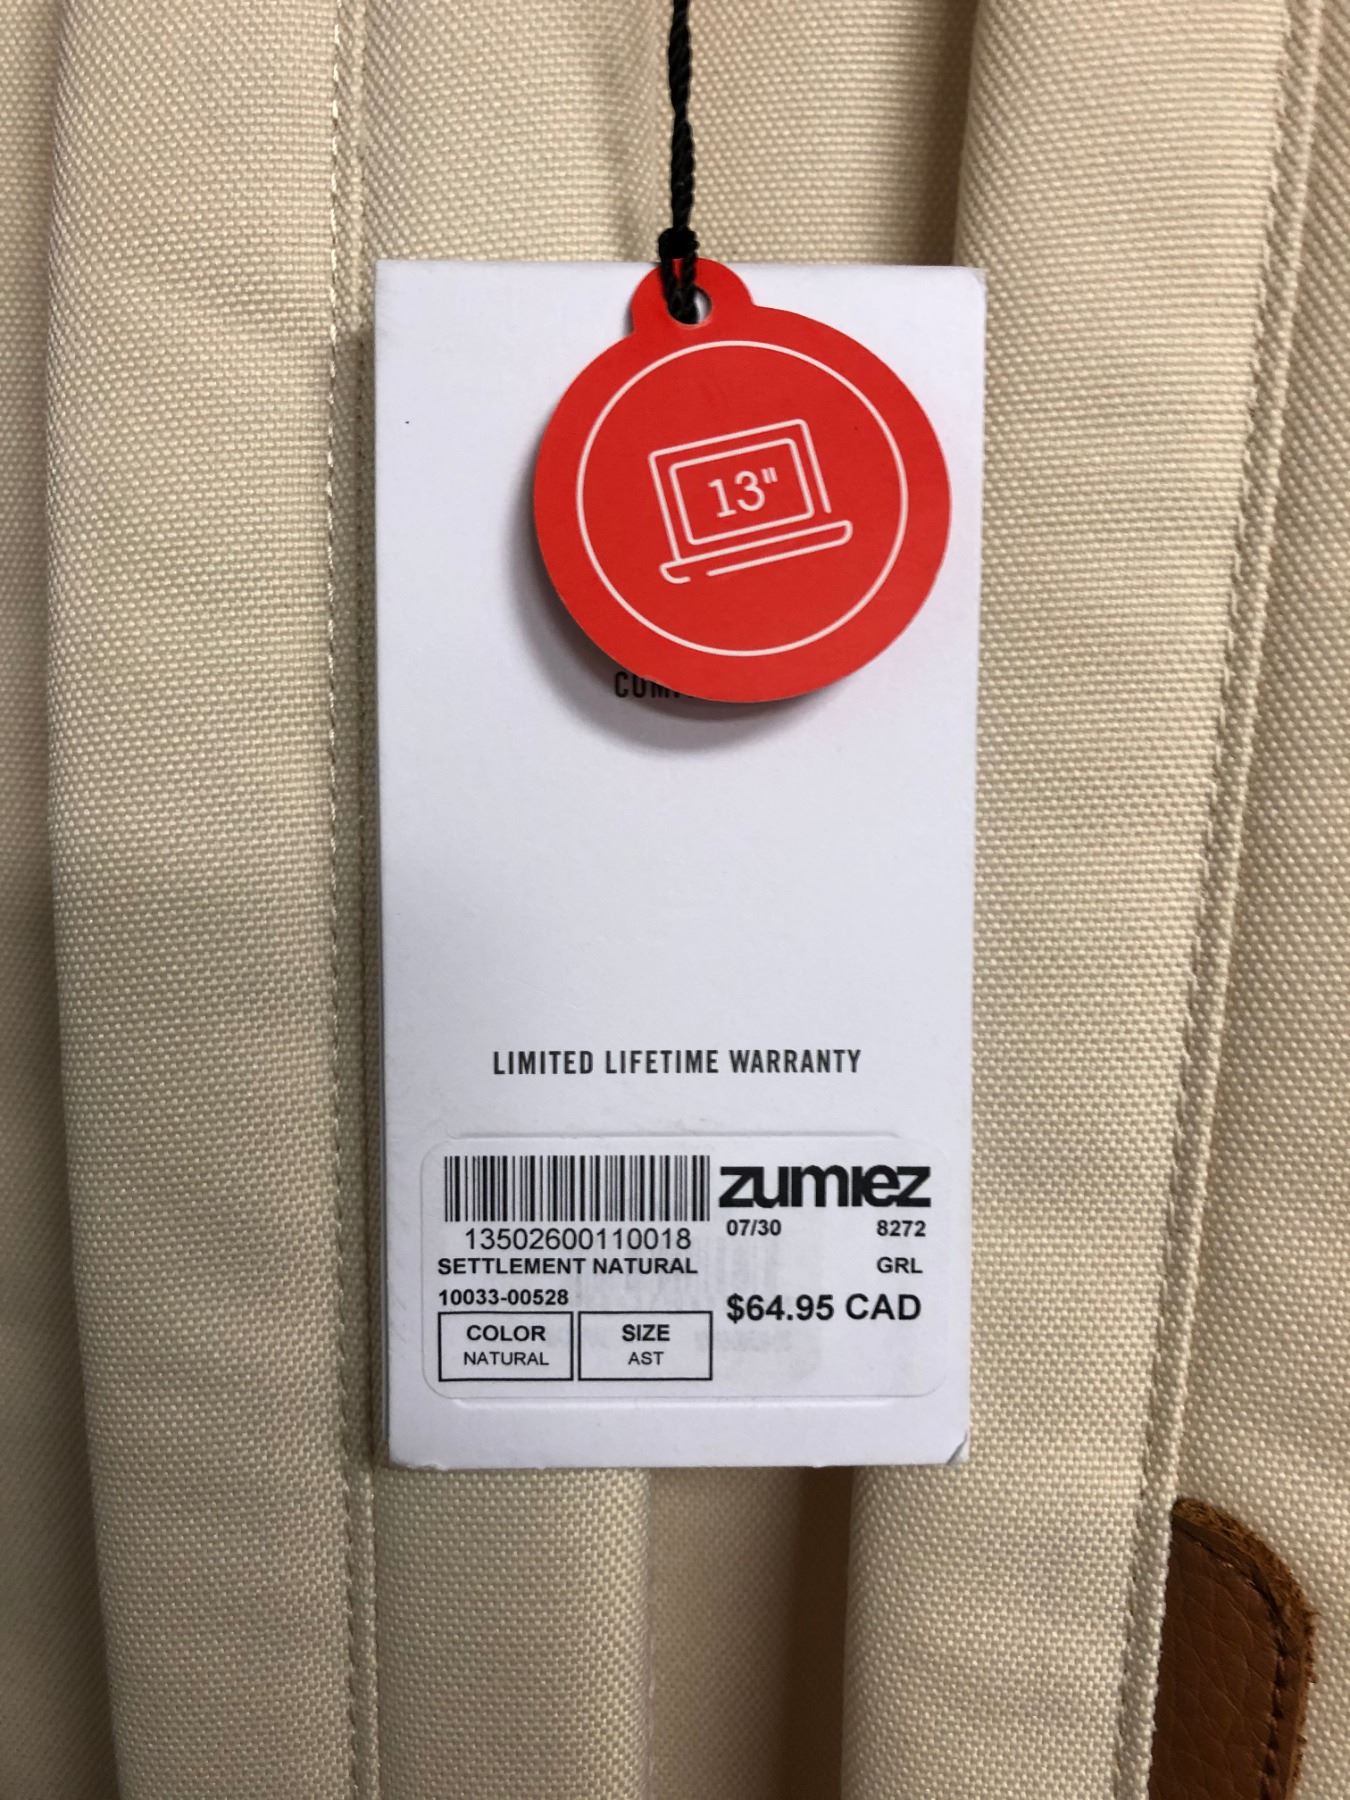 13"
LIMITED LIFETIME WARRANTY
zumiez
13502600110018
07/30 8272
SETTLEMENT NATURAL GRL
10033-00528
$64.95 CAD
COLOR SIZE
NATURAL AST